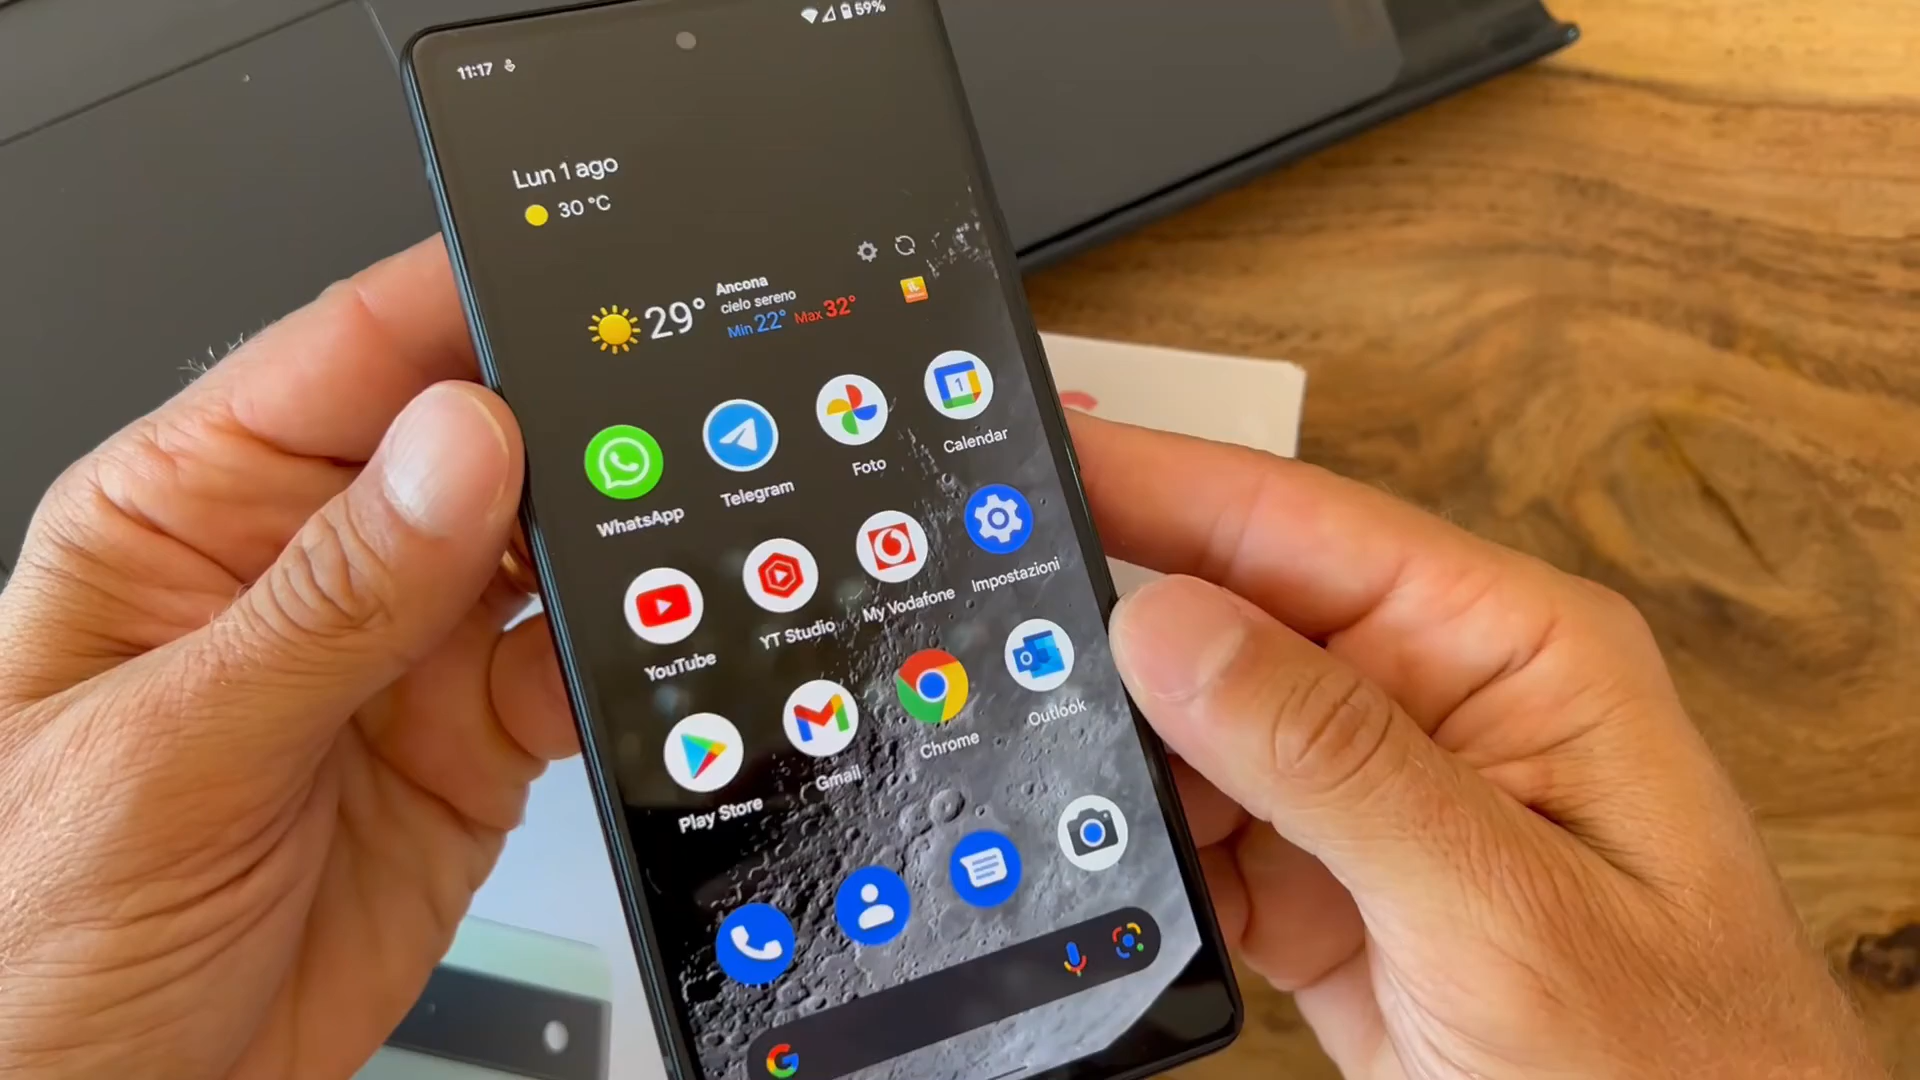 11:17
59%
Lun 1 ago
30 °C
29°
Ancona
cielo sereno
Min 22° Max 32°
WhatsApp
Telegram
Foto
1
Calendar
YouTube
YT Studio
My Vodafone
Impostazioni
Play Store
Gmail
Chrome
Outlook